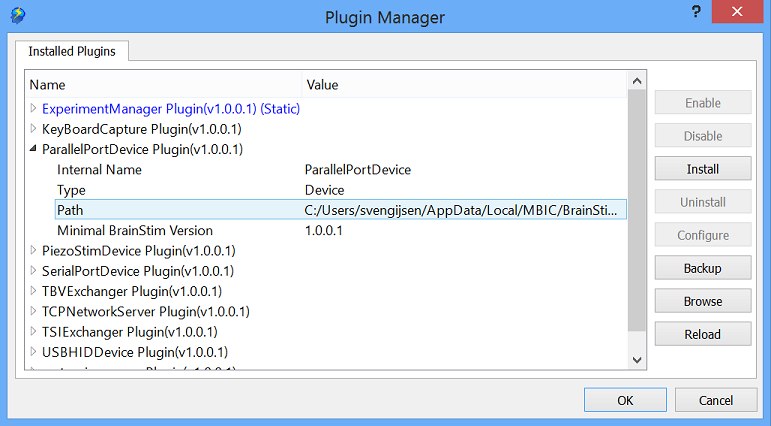 Plugin Manager
?
Installed Plugins
Name Value
ExperimentManager Plugin(v1.0.0.1) (Static)
KeyBoardCapture Plugin(v1.0.0.1)
ParallelPortDevice Plugin(v1.0.0.1)
Internal Name ParallelPortDevice
Type Device
Path C:/Users/svengijsen/AppData/Local/MBIC/BrainSti...
Minimal BrainStim Version 1.0.0.1
PiezoStimDevice Plugin(v1.0.0.1)
SerialPortDevice Plugin(v1.0.0.1)
TBVExchanger Plugin(v1.0.0.1)
TCPNetworkServer Plugin(v1.0.0.1)
TSIExchanger Plugin(v1.0.0.1)
USBHIDDevice Plugin(v1.0.0.1)
Enable
Disable
Install
Uninstall
Configure
Backup
Browse
Reload
OK Cancel